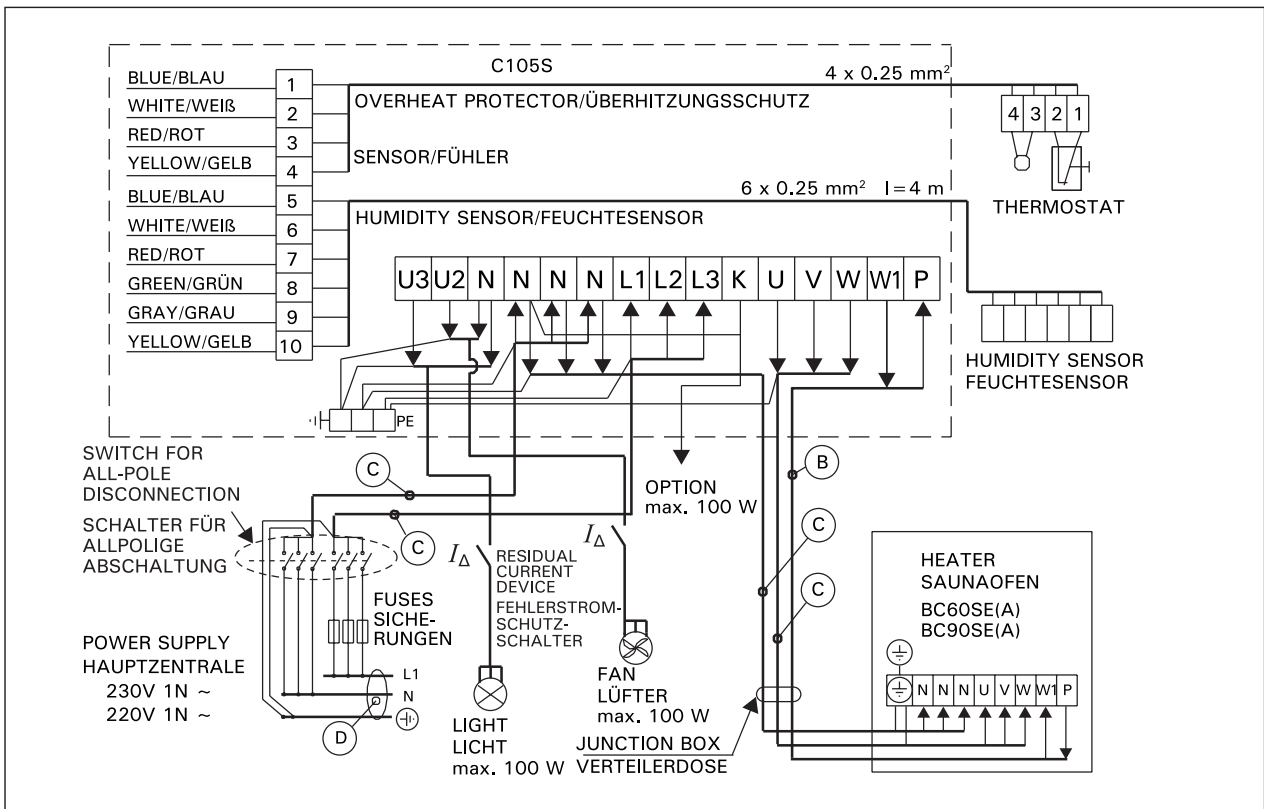 C105S
BLUE/BLAU 1
WHITE/WEIß 2
RED/ROT 3
YELLOW/GELB 4
BLUE/BLAU 5
WHITE/WEIß 6
RED/ROT 7
GREEN/GRÜN 8
GRAY/GRAU 9
YELLOW/GELB 10
4 x 0.25 mm²
OVERHEAT PROTECTOR/ÜBERHITZUNGSSCHUTZ
SENSOR/FÜHLER
4 3 2 1
THERMOSTAT
6 x 0.25 mm² l=4 m
HUMIDITY SENSOR/FEUCHTESENSOR
U3 U2 N N N N L1 L2 L3 K U V W W1 P
HUMIDITY SENSOR
FEUCHTESENSOR
PE
SWITCH FOR
ALL-POLE
DISCONNECTION
SCHALTER FÜR
ALLPOLIGE
ABSCHALTUNG
C
C
OPTION
max. 100 W
B
C
C
I∆
RESIDUAL
CURRENT
DEVICE
FEHLERSTROM-
SCHUTZ-
SCHALTER
I∆
FUSES
SICHE-
RUNGEN
POWER SUPPLY
HAUPTZENTRALE
230V 1N ~
220V 1N ~
L1
N
D
LIGHT
LICHT
max. 100 W
FAN
LÜFTER
max. 100 W
JUNCTION BOX
VERTEILERDOSE
HEATER
SAUNAOFEN
BC60SE(A)
BC90SE(A)
N N N U V W W1 P